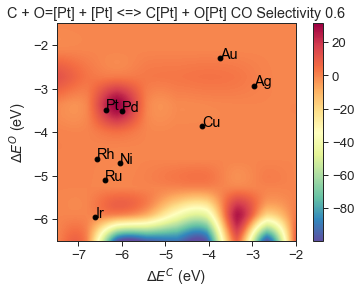 C + O=[Pt] + [Pt] <=> C[Pt] + O[Pt] CO Selectivity 0.6
−2
−3
−4
−5
−6
ΔE^O (eV)
Au
Ag
Pt
Pd
Cu
Rh
Ni
Ru
Ir
−7
−6
−5
−4
−3
−2
ΔE^C (eV)
20
0
−20
−40
−60
−80